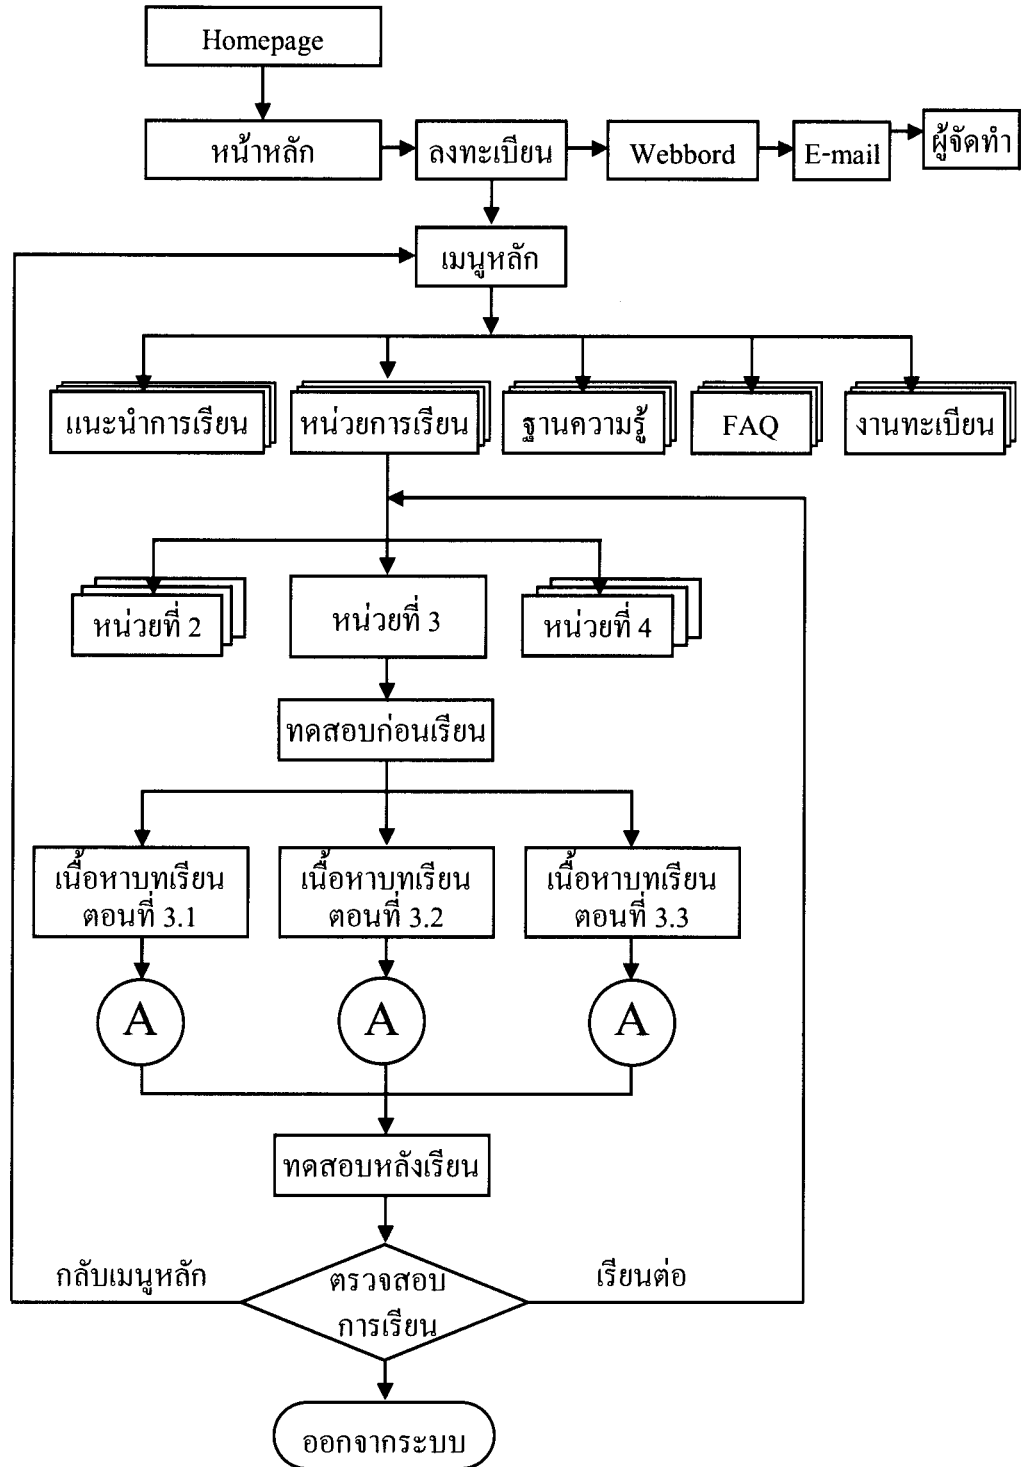 Homepage
หน้าหลัก
ลงทะเบียน
Webbord
E-mail
ผู้จัดทำ
เมนูหลัก
แนะนำการเรียน
หน่วยการเรียน
ฐานความรู้
FAQ
งานทะเบียน
หน่วยที่ 2
หน่วยที่ 3
หน่วยที่ 4
ทดสอบก่อนเรียน
เนื้อหาบทเรียน
ตอนที่ 3.1
เนื้อหาบทเรียน
ตอนที่ 3.2
เนื้อหาบทเรียน
ตอนที่ 3.3
A
A
A
ทดสอบหลังเรียน
กลับเมนูหลัก
ตรวจสอบ
การเรียน
เรียนต่อ
ออกจากระบบ